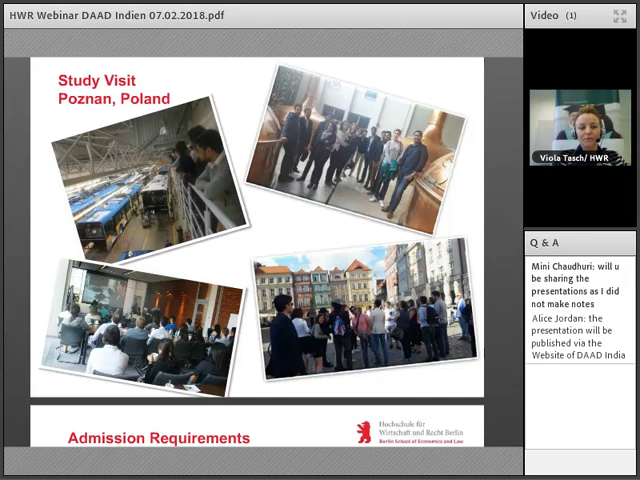 HWR Webinar DAAD Indien 07.02.2018.pdf
Study Visit
Poznan, Poland
Admission Requirements
Hochschule für
Wirtschaft und Recht Berlin
Berlin School of Economics and Law
Video (1)
Viola Tasch/ HWR
Q & A
Mini Chaudhuri: will u
be sharing the
presentations as I did
not make notes
Alice Jordan: the
presentation will be
published via the
Website of DAAD India